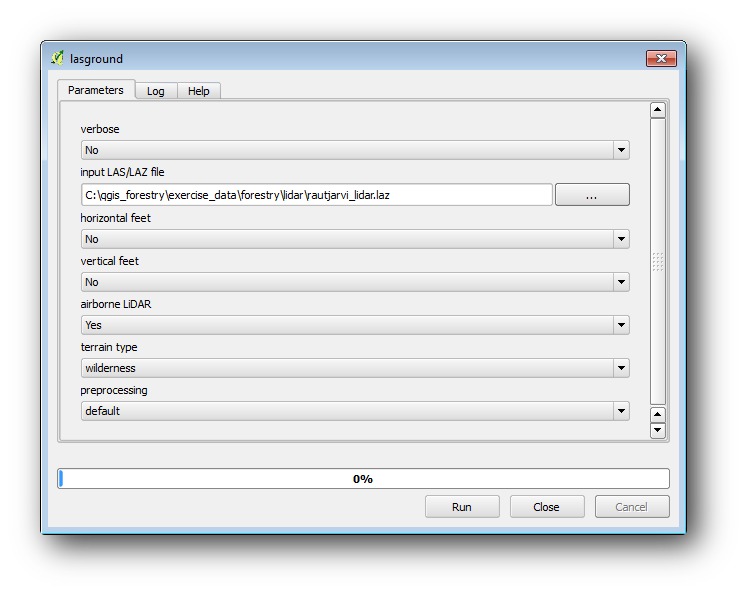 lasground
Parameters Log Help
verbose
No
input LAS/LAZ file
C:\qgis_forestry\exercise_data\forestry\lidar\rautjarvi_lidar.laz ...
horizontal feet
No
vertical feet
No
airborne LiDAR
Yes
terrain type
wilderness
preprocessing
default
0%
Run Close Cancel